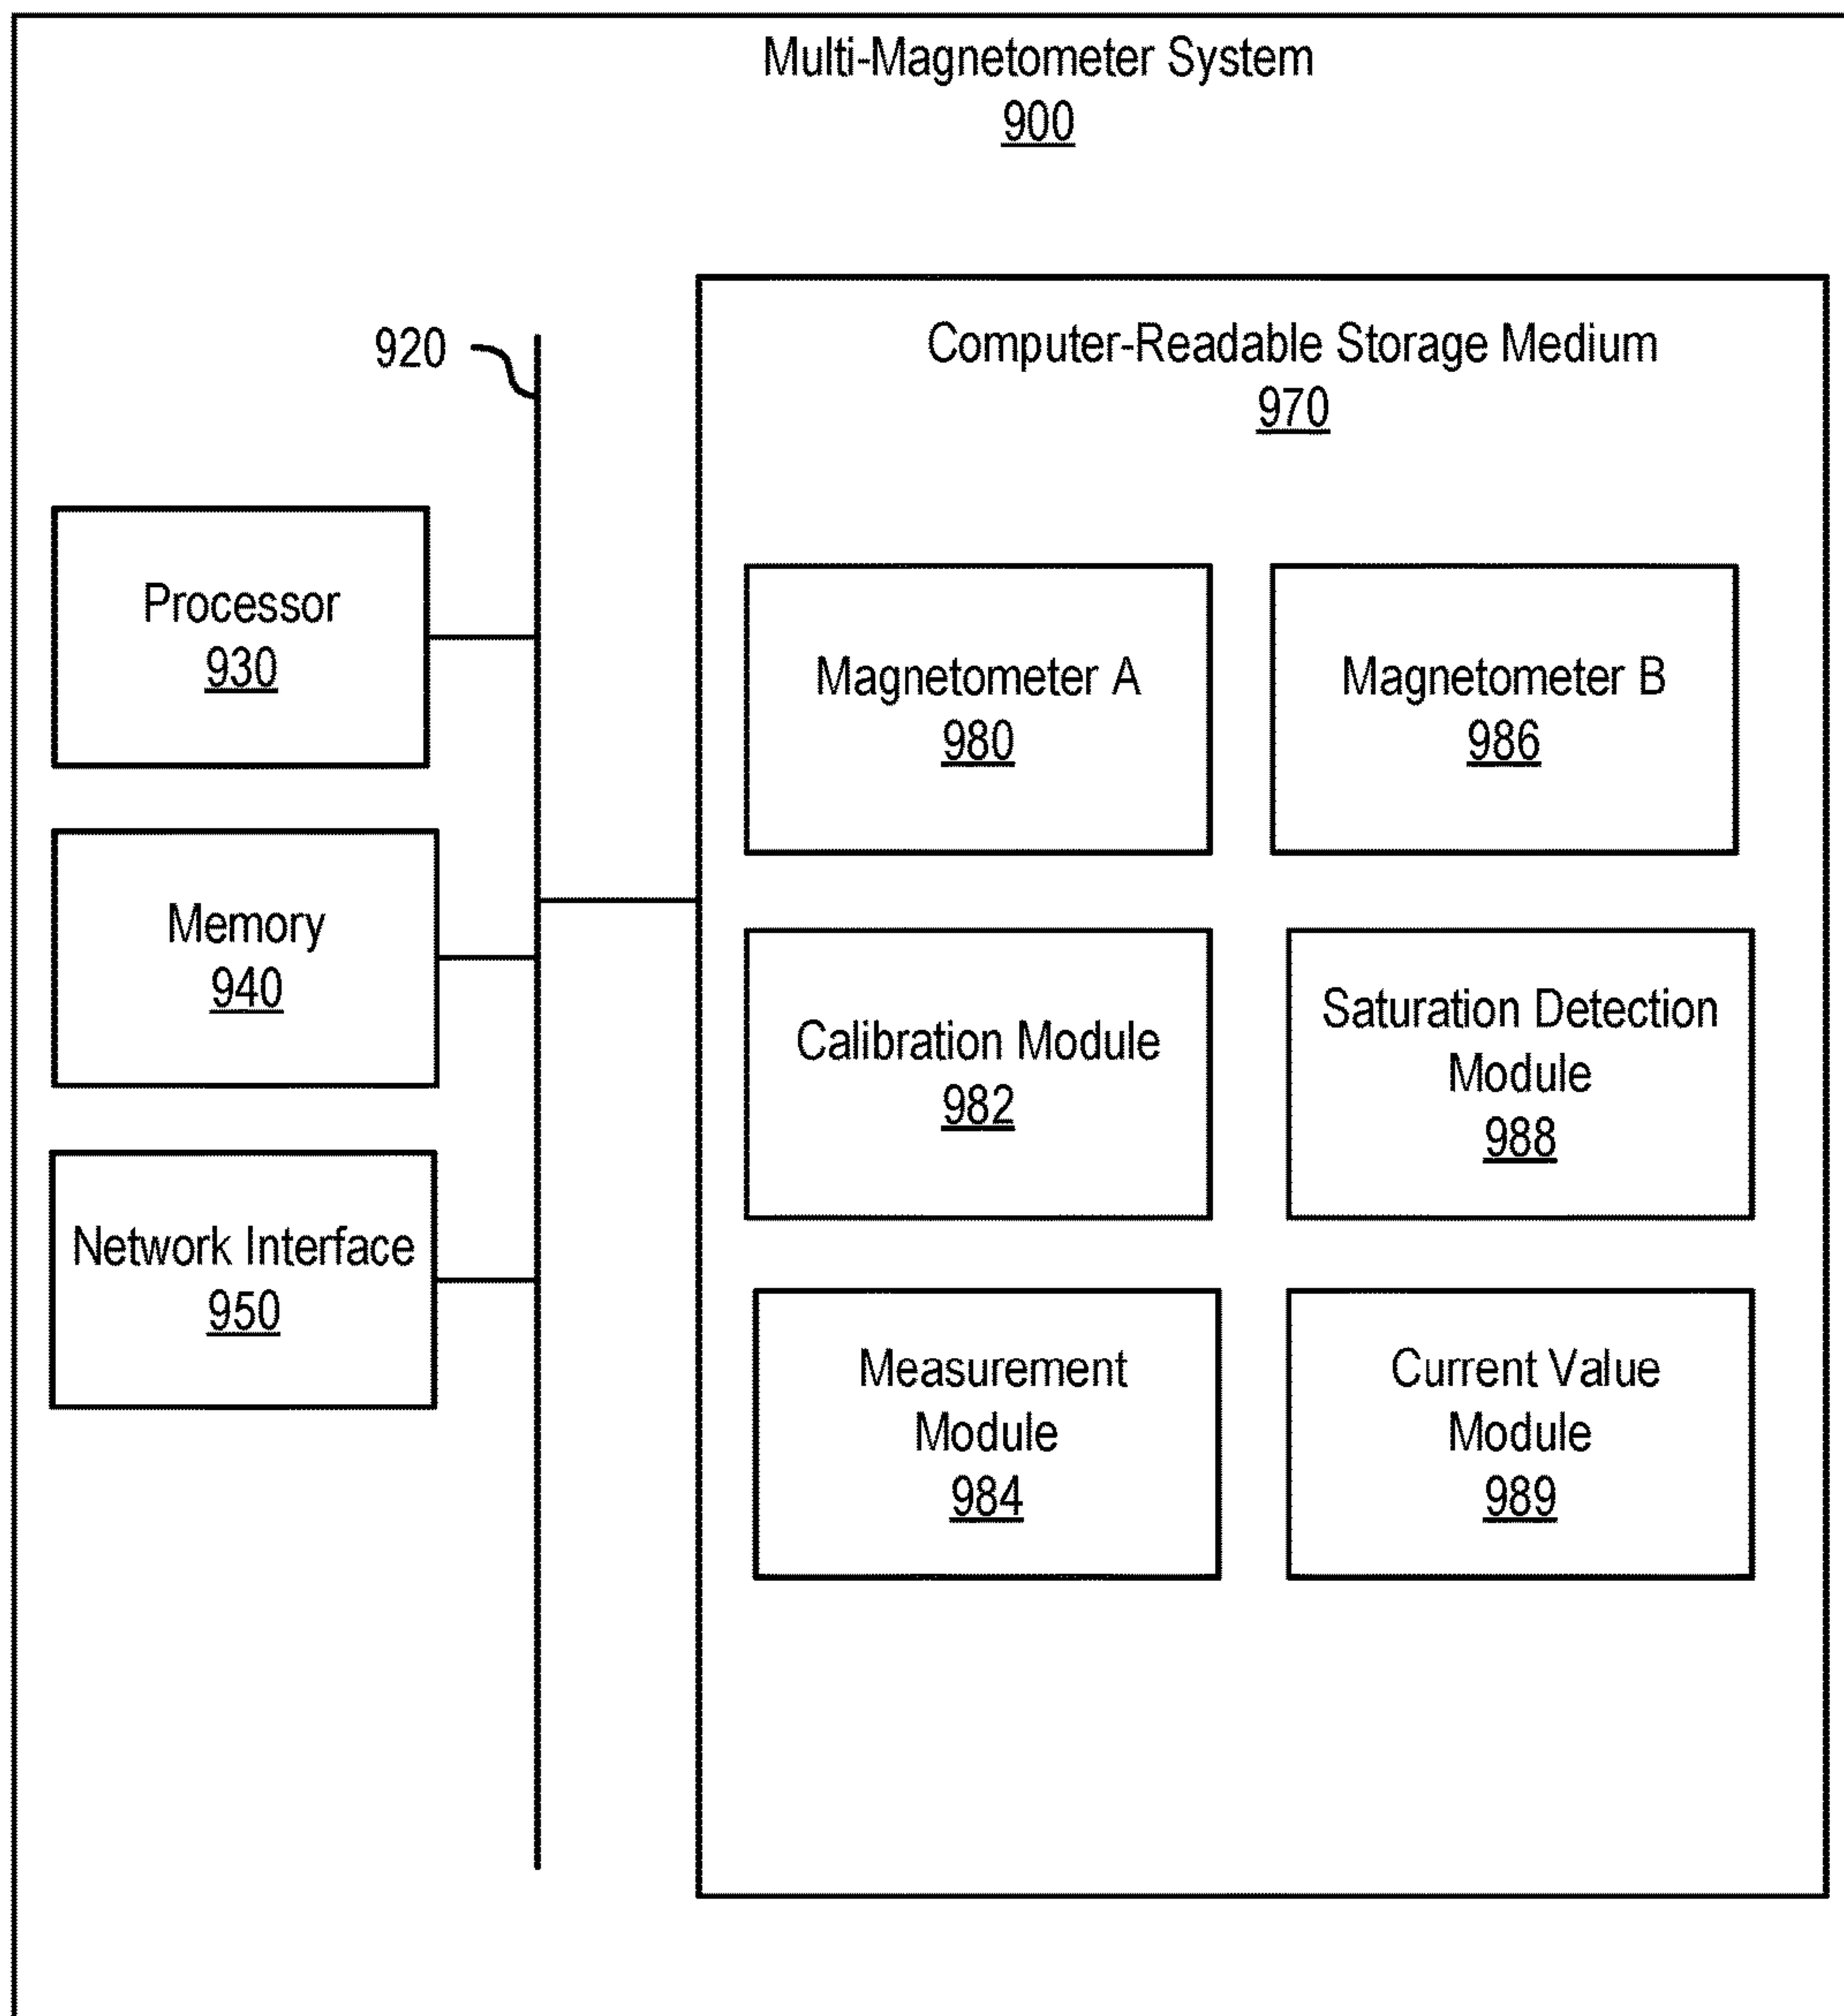 Multi-Magnetometer System
900
920
Computer-Readable Storage Medium
970
Processor
930
Memory
940
Network Interface
950
Magnetometer A
980
Magnetometer B
986
Calibration Module
982
Saturation Detection
Module
988
Measurement
Module
984
Current Value
Module
989